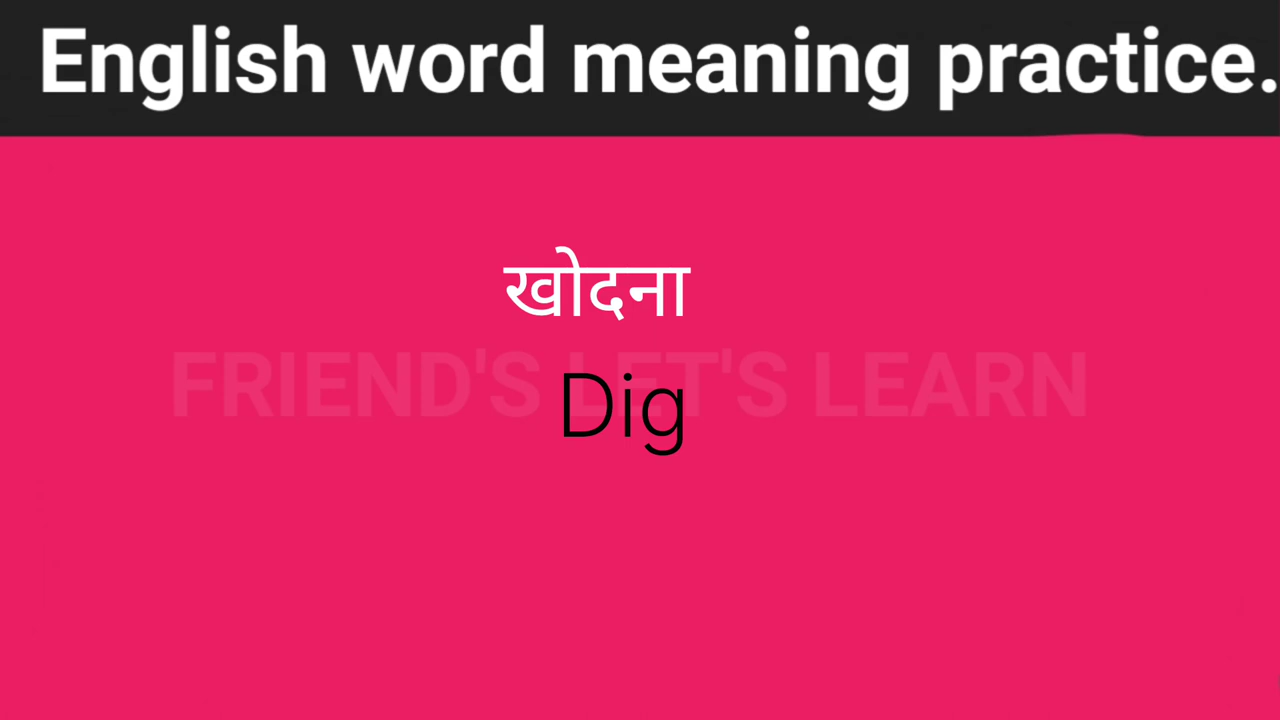 English word meaning practice.
खोदना
FRIEND'S LET'S LEARN
Dig